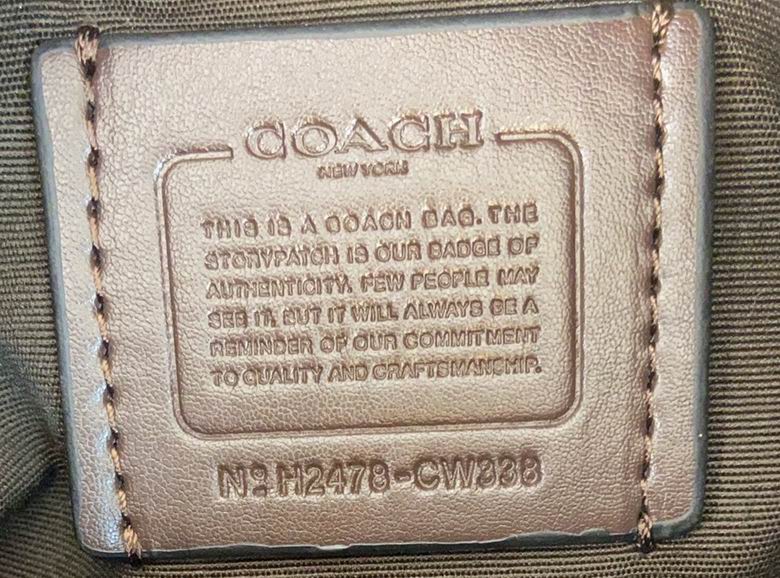 COACH
NEW YORK
THIS IS A COACH BAG. THE
STORYPATCH IS OUR BADGE OF
AUTHENTICITY. FEW PEOPLE MAY
SEE IT, BUT IT WILL ALWAYS BE A
REMINDER OF OUR COMMITMENT
TO QUALITY AND CRAFTSMANSHIP.
Nº H2478-CW338